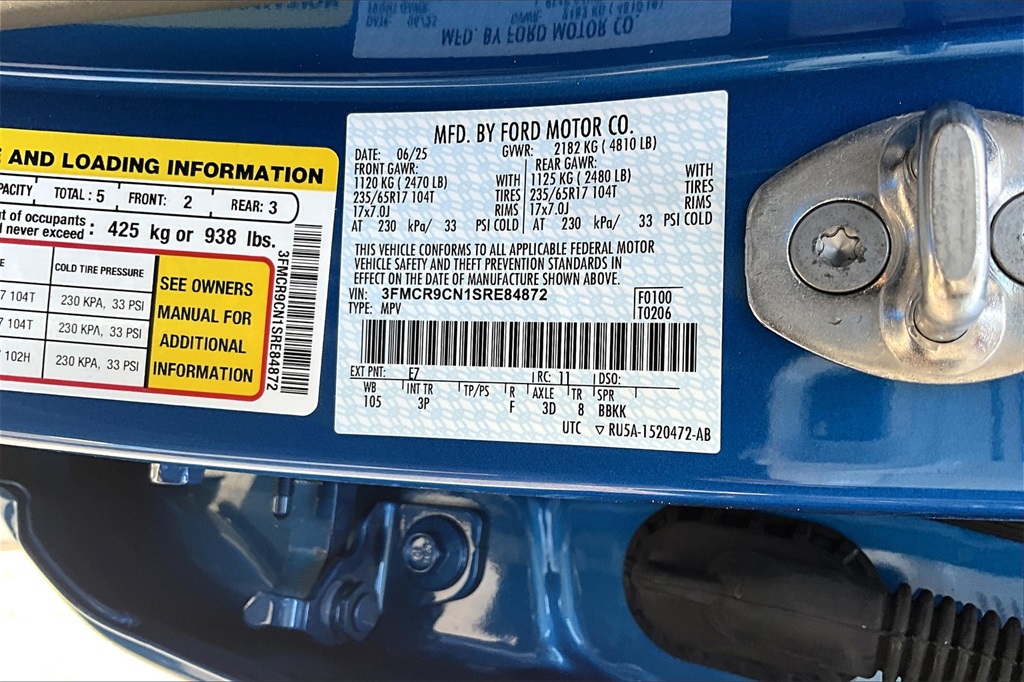 MFD. BY FORD MOTOR CO.
E AND LOADING INFORMATION
PACITY TOTAL : 5 FRONT: 2 REAR: 3
t of occupants
d never exceed : 425 kg or 938 lbs.
E COLD TIRE PRESSURE
7 104T 230 KPA, 33 PSI
7 104T 230 KPA, 33 PSI
102H 230 KPA, 33 PSI
SEE OWNERS
MANUAL FOR
ADDITIONAL
INFORMATION
3FMCR9CN1SRE84872
MFD. BY FORD MOTOR CO.
DATE: 06/25 GVWR: 2182 KG ( 4810 LB)
FRONT GAWR: REAR GAWR:
1120 KG ( 2470 LB) WITH 1125 KG ( 2480 LB) WITH
235/65R17 104T TIRES 235/65R17 104T TIRES
17x7.0J RIMS 17x7.0J RIMS
AT 230 kPa/ 33 PSI COLD AT 230 kPa/ 33 PSI COLD
THIS VEHICLE CONFORMS TO ALL APPLICABLE FEDERAL MOTOR
VEHICLE SAFETY AND THEFT PREVENTION STANDARDS IN
EFFECT ON THE DATE OF MANUFACTURE SHOWN ABOVE.
VIN: 3FMCR9CN1SRE84872 F0100
TYPE: MPV T0206
EXT PNT: E7 RC: 11 DSO:
WB INT TR TP/PS R AXLE TR SPR
105 3P F 3D 8 BBKK
UTC ▽ RU5A-1520472-AB